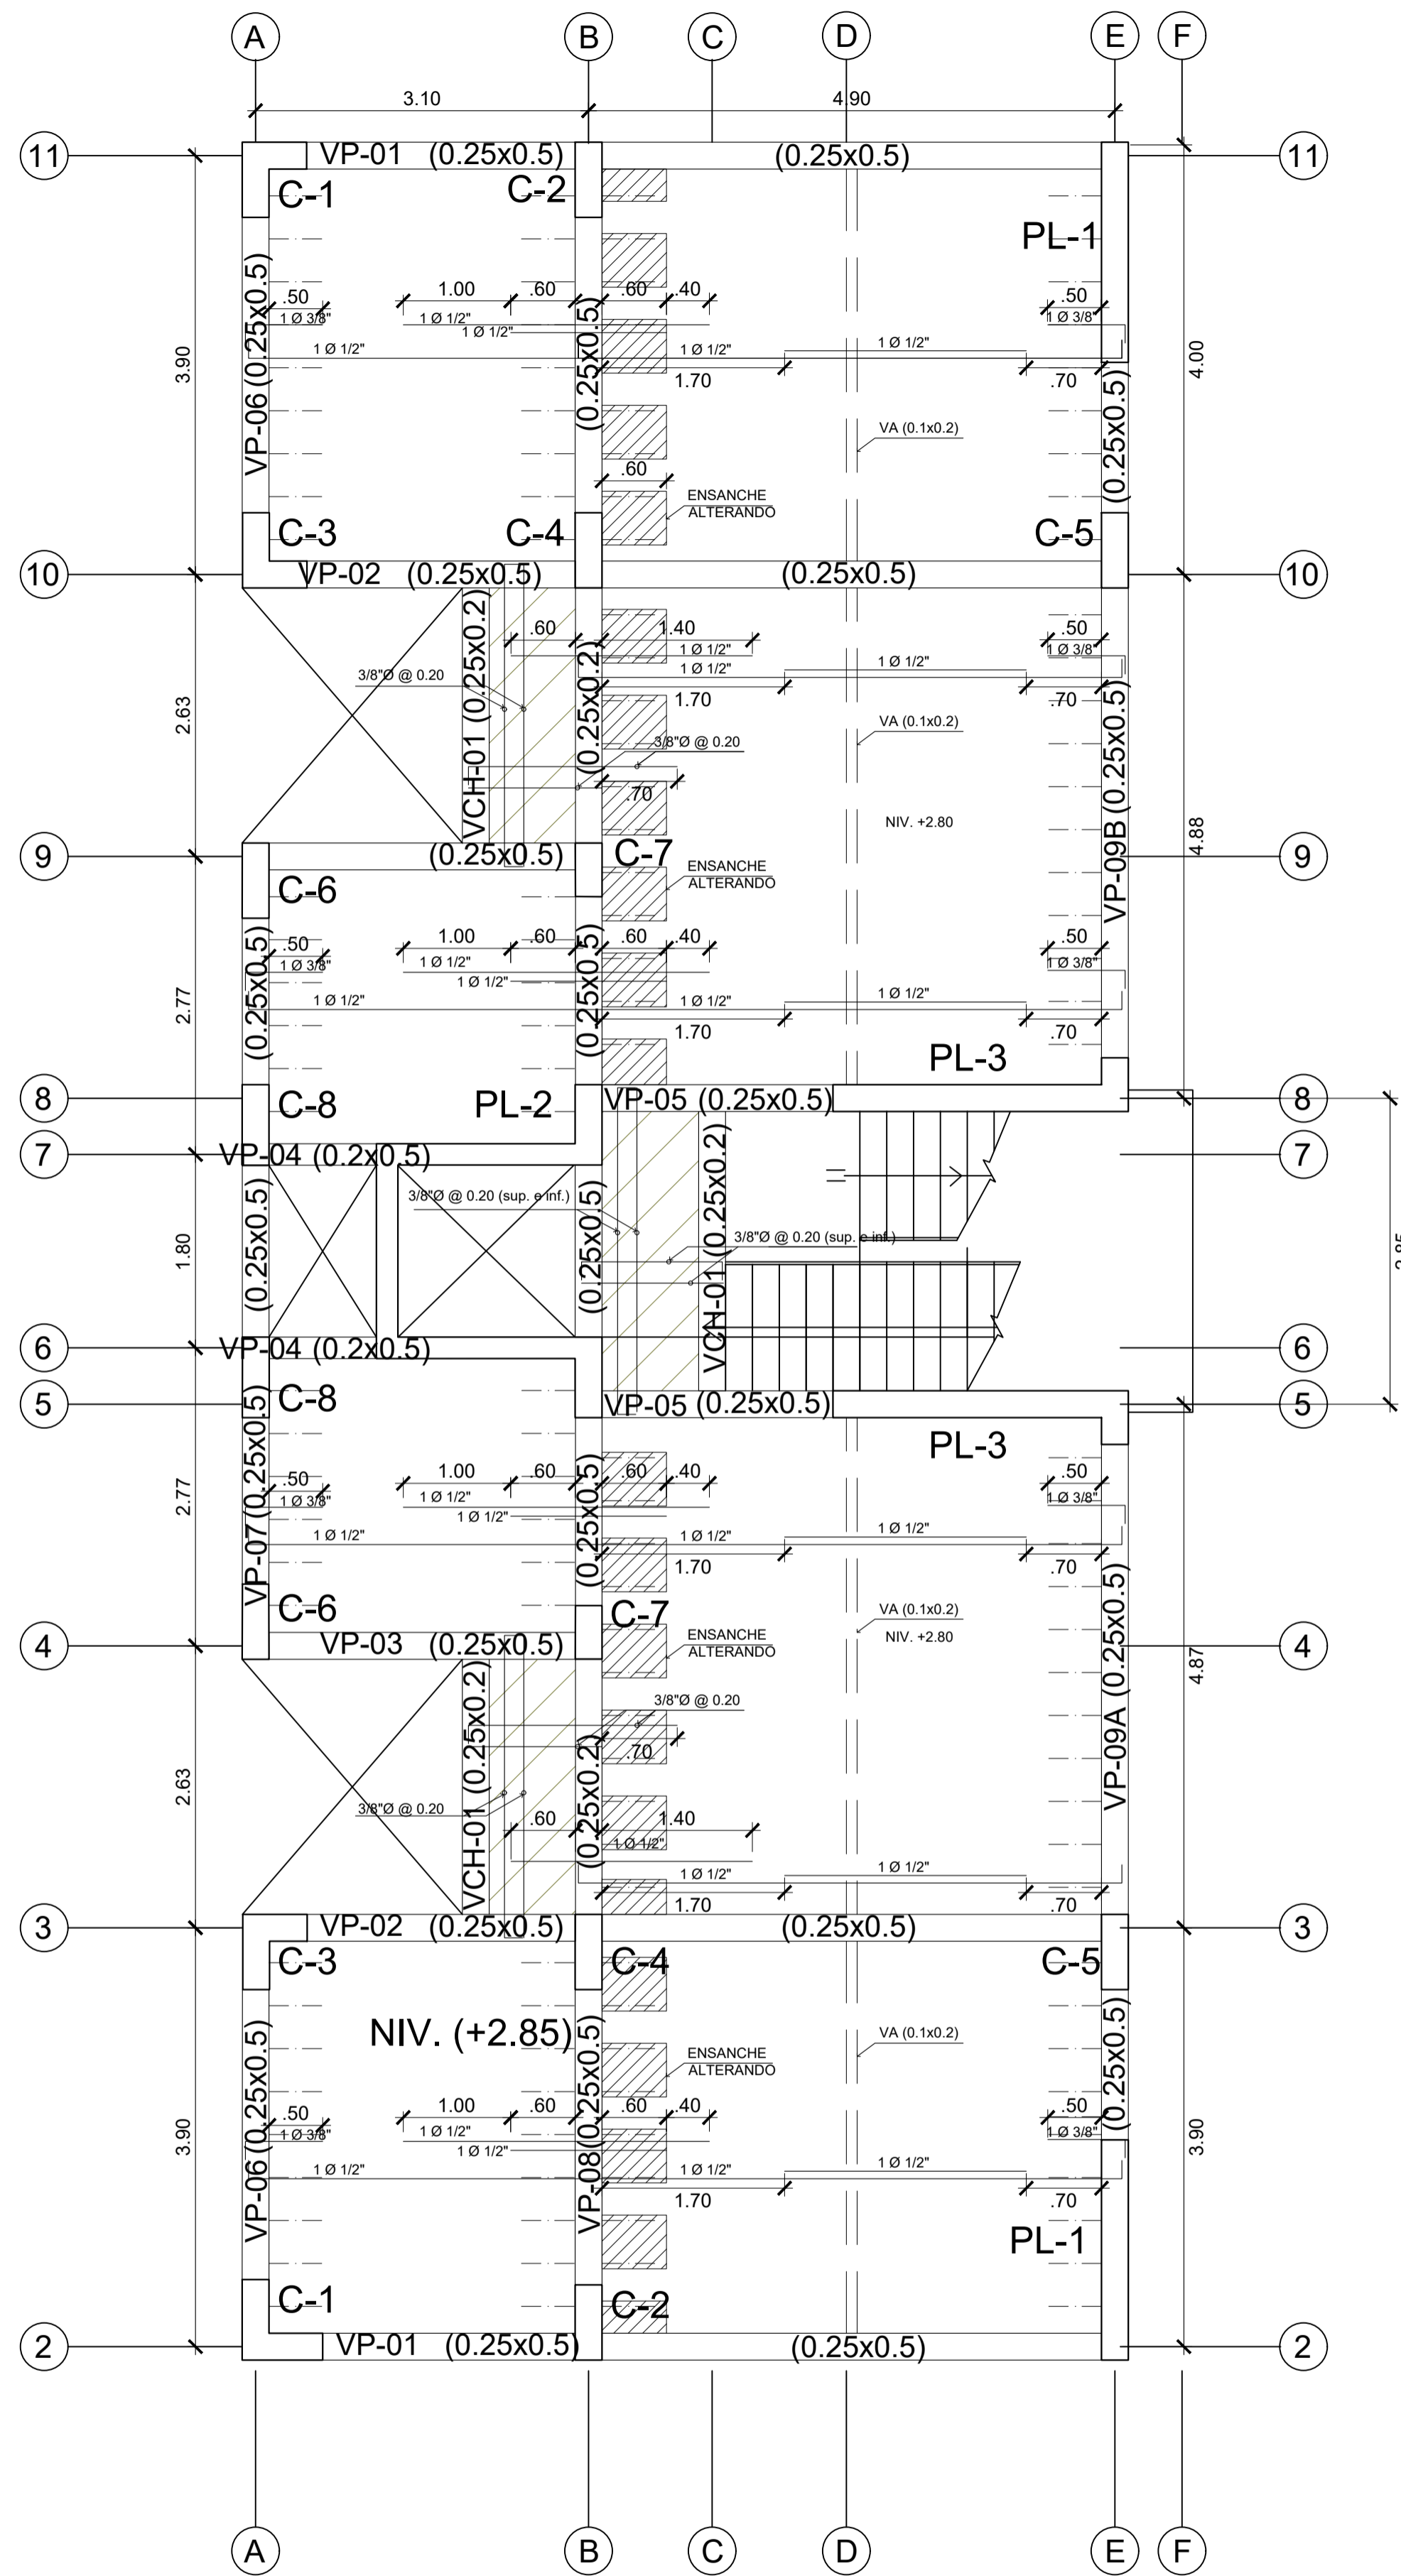 A B C D E F
3.10 4.90
11 VP-01 (0.25x0.5) (0.25x0.5) 11
C-1 C-2 PL-1
VP-06 (0.25x0.5) (0.25x0.5) (0.25x0.5)
3.90 4.00
.50 1.00 .60 .60 .40 .50
1 Ø 3/8" 1 Ø 1/2" 1 Ø 3/8"
1 Ø 1/2"
1 Ø 1/2" 1 Ø 1/2" 1 Ø 1/2"
1.70 .70
VA (0.1x0.2)
.60
ENSANCHE
ALTERANDO
C-3 C-4 C-5
10 VP-02 (0.25x0.5) (0.25x0.5) 10
VCH-01 (0.25x0.2) (0.25x0.2)
.60 1.40 .50
1 Ø 1/2" 1 Ø 3/8"
1 Ø 1/2" 1 Ø 1/2"
3/8"Ø @ 0.20
1.70 .70
2.63
VA (0.1x0.2)
3/8"Ø @ 0.20
.70
NIV. +2.80
VP-09B (0.25x0.5)
4.88
9 (0.25x0.5) C-7 9
ENSANCHE
ALTERANDO
C-6
(0.25x0.5) (0.25x0.5)
.50 1.00 .60 .60 .40 .50
1 Ø 3/8" 1 Ø 1/2" 1 Ø 3/8"
1 Ø 1/2"
1 Ø 1/2" 1 Ø 1/2" 1 Ø 1/2"
2.77
1.70 .70
PL-3
8 C-8 PL-2 VP-05 (0.25x0.5) 8
7 VP-04 (0.2x0.5) 7
3/8"Ø @ 0.20 (sup. e inf.)
(0.25x0.5) (0.25x0.5) VCH-01 (0.25x0.2)
3/8"Ø @ 0.20 (sup. e inf.)
1.80
6 VP-04 (0.2x0.5) 6
5 C-8 VP-05 (0.25x0.5) 5
PL-3
VP-07 (0.25x0.5) (0.25x0.5)
.50 1.00 .60 .60 .40 .50
1 Ø 3/8" 1 Ø 1/2" 1 Ø 3/8"
1 Ø 1/2"
1 Ø 1/2" 1 Ø 1/2" 1 Ø 1/2"
2.77
1.70 .70
C-6 C-7
VA (0.1x0.2)
NIV. +2.80
4 VP-03 (0.25x0.5) 4
ENSANCHE
ALTERANDO
VP-09A (0.25x0.5)
4.87
VCH-01 (0.25x0.2) (0.25x0.2)
3/8"Ø @ 0.20
.70
2.63
3/8"Ø @ 0.20
.60 1.40
1 Ø 1/2"
1 Ø 1/2" 1 Ø 1/2"
1.70 .70
3 VP-02 (0.25x0.5) (0.25x0.5) 3
C-3 C-4 C-5
NIV. (+2.85)
VA (0.1x0.2)
ENSANCHE
ALTERANDO
VP-06 (0.25x0.5) VP-08 (0.25x0.5) (0.25x0.5)
.50 1.00 .60 .60 .40 .50
1 Ø 3/8" 1 Ø 1/2" 1 Ø 3/8"
1 Ø 1/2"
1 Ø 1/2" 1 Ø 1/2" 1 Ø 1/2"
3.90 3.90
1.70 .70
PL-1
C-1 C-2
2 VP-01 (0.25x0.5) (0.25x0.5) 2
A B C D E F